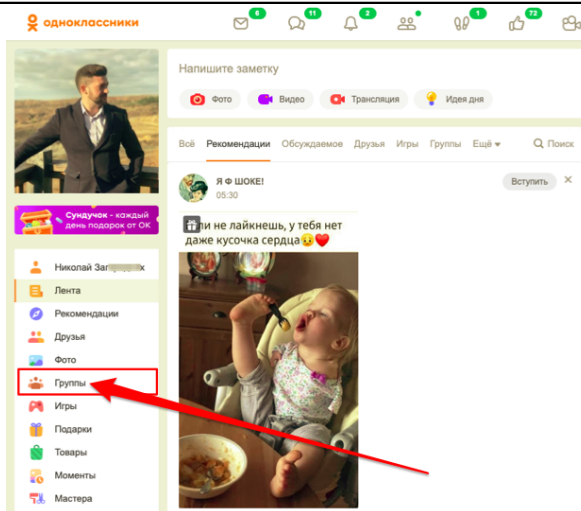 одноклассники
6
11
2
1
72
Напишите заметку
Фото
Видео
Трансляция
Идея дня
Всё
Рекомендации
Обсуждаемое
Друзья
Игры
Группы
Ещё
Поиск
Я Ф ШОКЕ!
05:30
Вступить
Сундучок - каждый
день подарок от ОК
ли не лайкнешь, у тебя нет
даже кусочка сердца😥❤️
Николай
Лента
Рекомендации
Друзья
Фото
Группы
Игры
Подарки
Товары
Моменты
Мастера